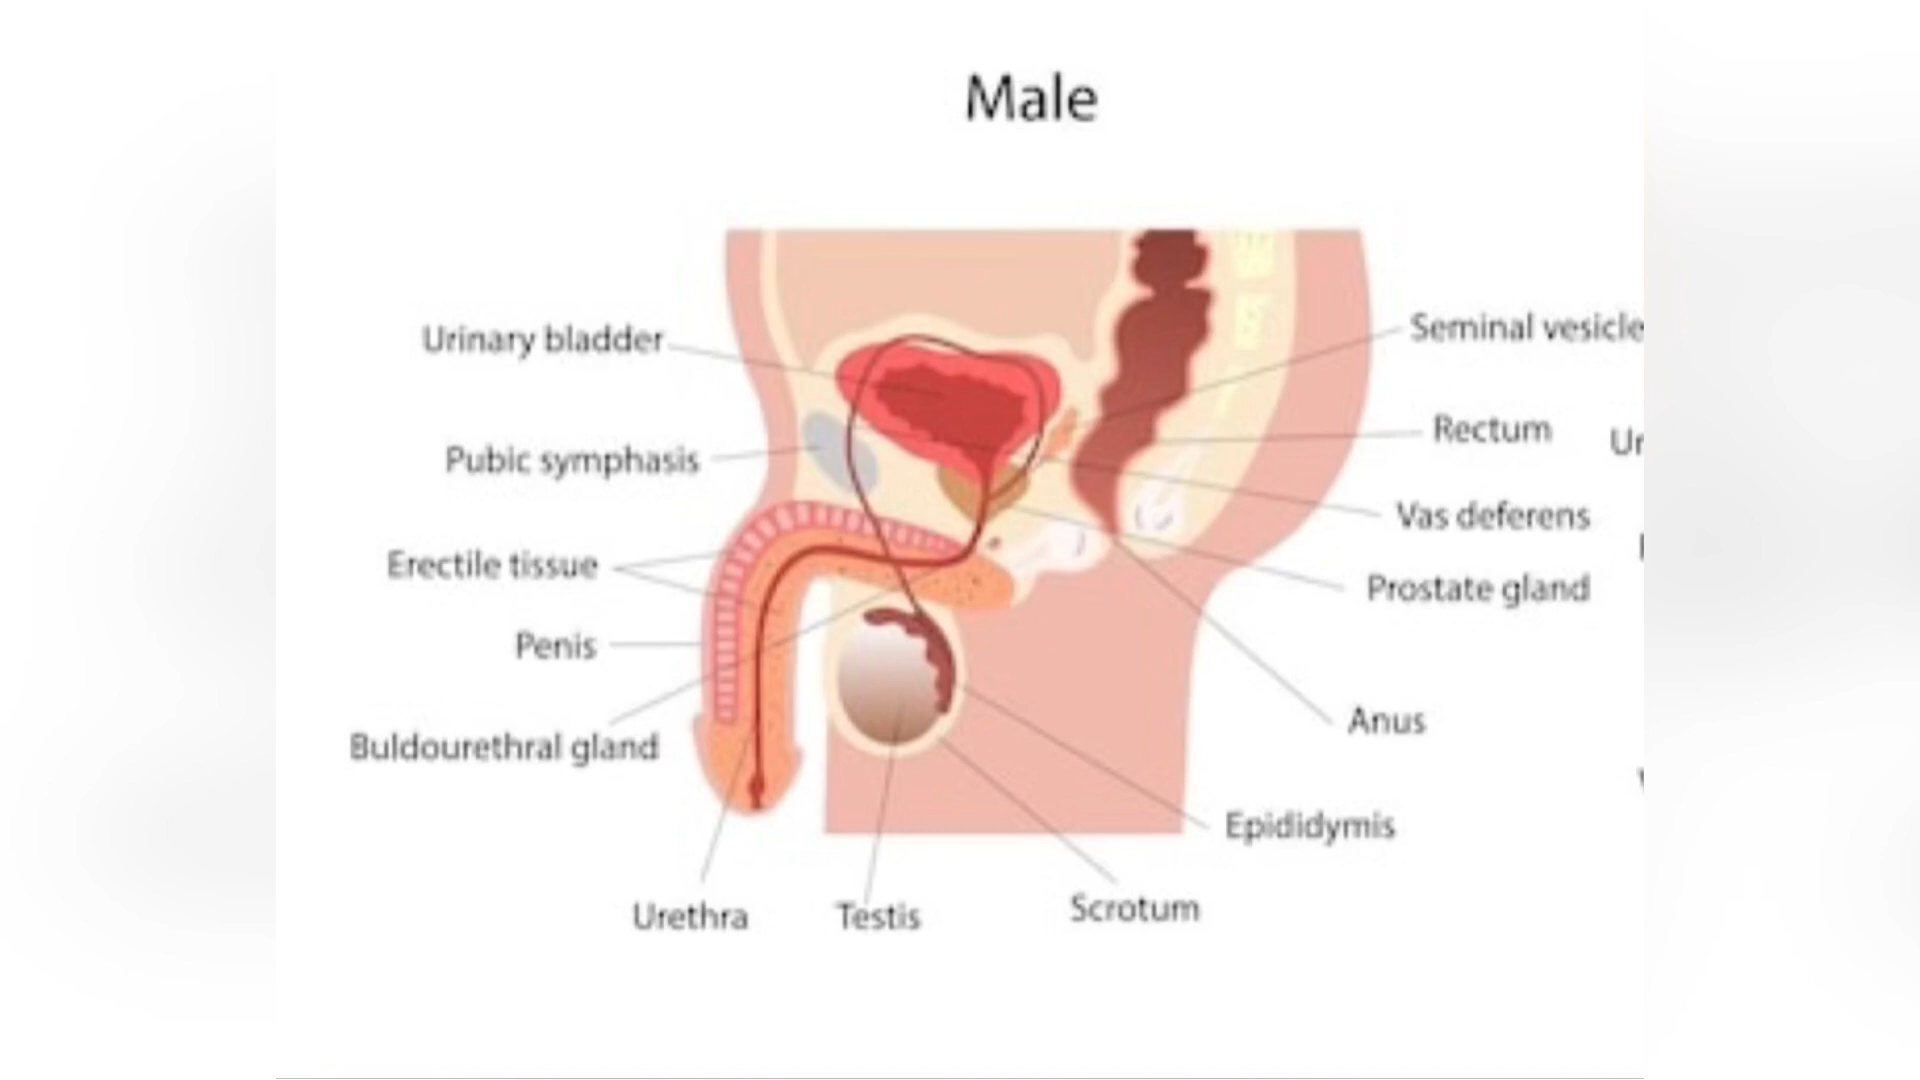 Male
Urinary bladder
Seminal vesicle
Rectum
Ur
Pubic symphasis
Vas deferens
Erectile tissue
Prostate gland
Penis
Anus
Buldourethral gland
Epididymis
Urethra
Testis
Scrotum